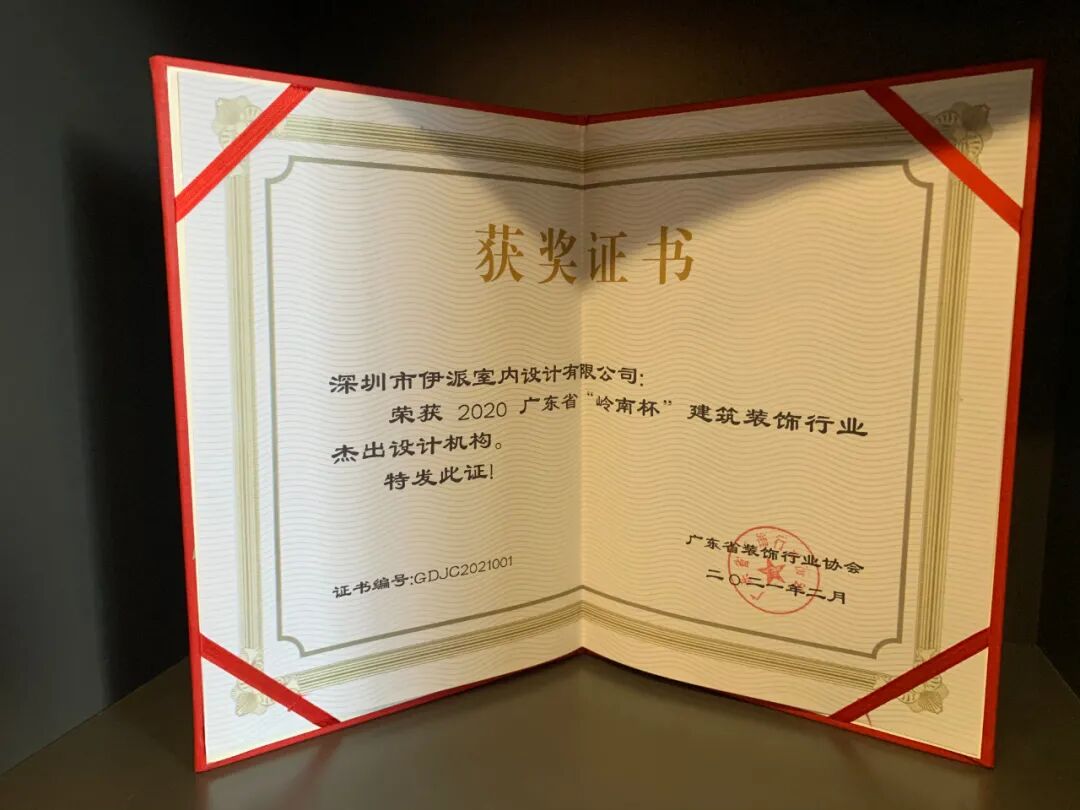 获奖证书
深圳市伊派室内设计有限公司:
荣获 2020 广东省“岭南杯” 建筑装饰行业
杰出设计机构。
特发此证!
证书编号:GDJC2021001
广东省装饰行业协会
二〇二一年二月